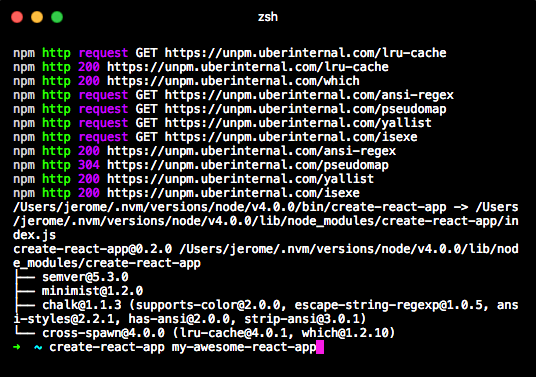 zsh
npm http request GET https://unpm.uberinternal.com/lru-cache
npm http 200 https://unpm.uberinternal.com/lru-cache
npm http 200 https://unpm.uberinternal.com/which
npm http request GET https://unpm.uberinternal.com/ansi-regex
npm http request GET https://unpm.uberinternal.com/pseudomap
npm http request GET https://unpm.uberinternal.com/yallist
npm http request GET https://unpm.uberinternal.com/isexe
npm http 200 https://unpm.uberinternal.com/ansi-regex
npm http 304 https://unpm.uberinternal.com/pseudomap
npm http 200 https://unpm.uberinternal.com/yallist
npm http 200 https://unpm.uberinternal.com/isexe
/Users/jerome/.nvm/versions/node/v4.0.0/bin/create-react-app -> /Users
/jerome/.nvm/versions/node/v4.0.0/lib/node_modules/create-react-app/in
dex.js
create-react-app@0.2.0 /Users/jerome/.nvm/versions/node/v4.0.0/lib/nod
e_modules/create-react-app
├── semver@5.3.0
├── minimist@1.2.0
├── chalk@1.1.3 (supports-color@2.0.0, escape-string-regexp@1.0.5, ans
i-styles@2.2.1, has-ansi@2.0.0, strip-ansi@3.0.1)
└── cross-spawn@4.0.0 (lru-cache@4.0.1, which@1.2.10)
➜ ~ create-react-app my-awesome-react-app